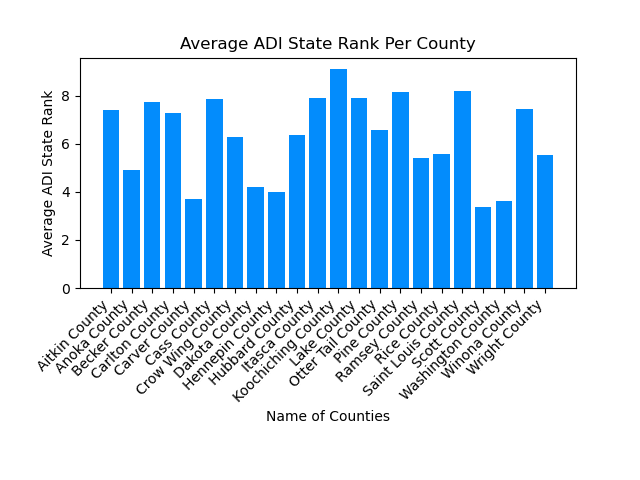 Average ADI State Rank Per County
Average ADI State Rank
8
6
4
2
0
Aitkin County
Anoka County
Becker County
Carlton County
Carver County
Cass County
Crow Wing County
Dakota County
Hennepin County
Hubbard County
Itasca County
Koochiching County
Lake County
Otter Tail County
Pine County
Ramsey County
Rice County
Saint Louis County
Scott County
Washington County
Winona County
Wright County
Name of Counties